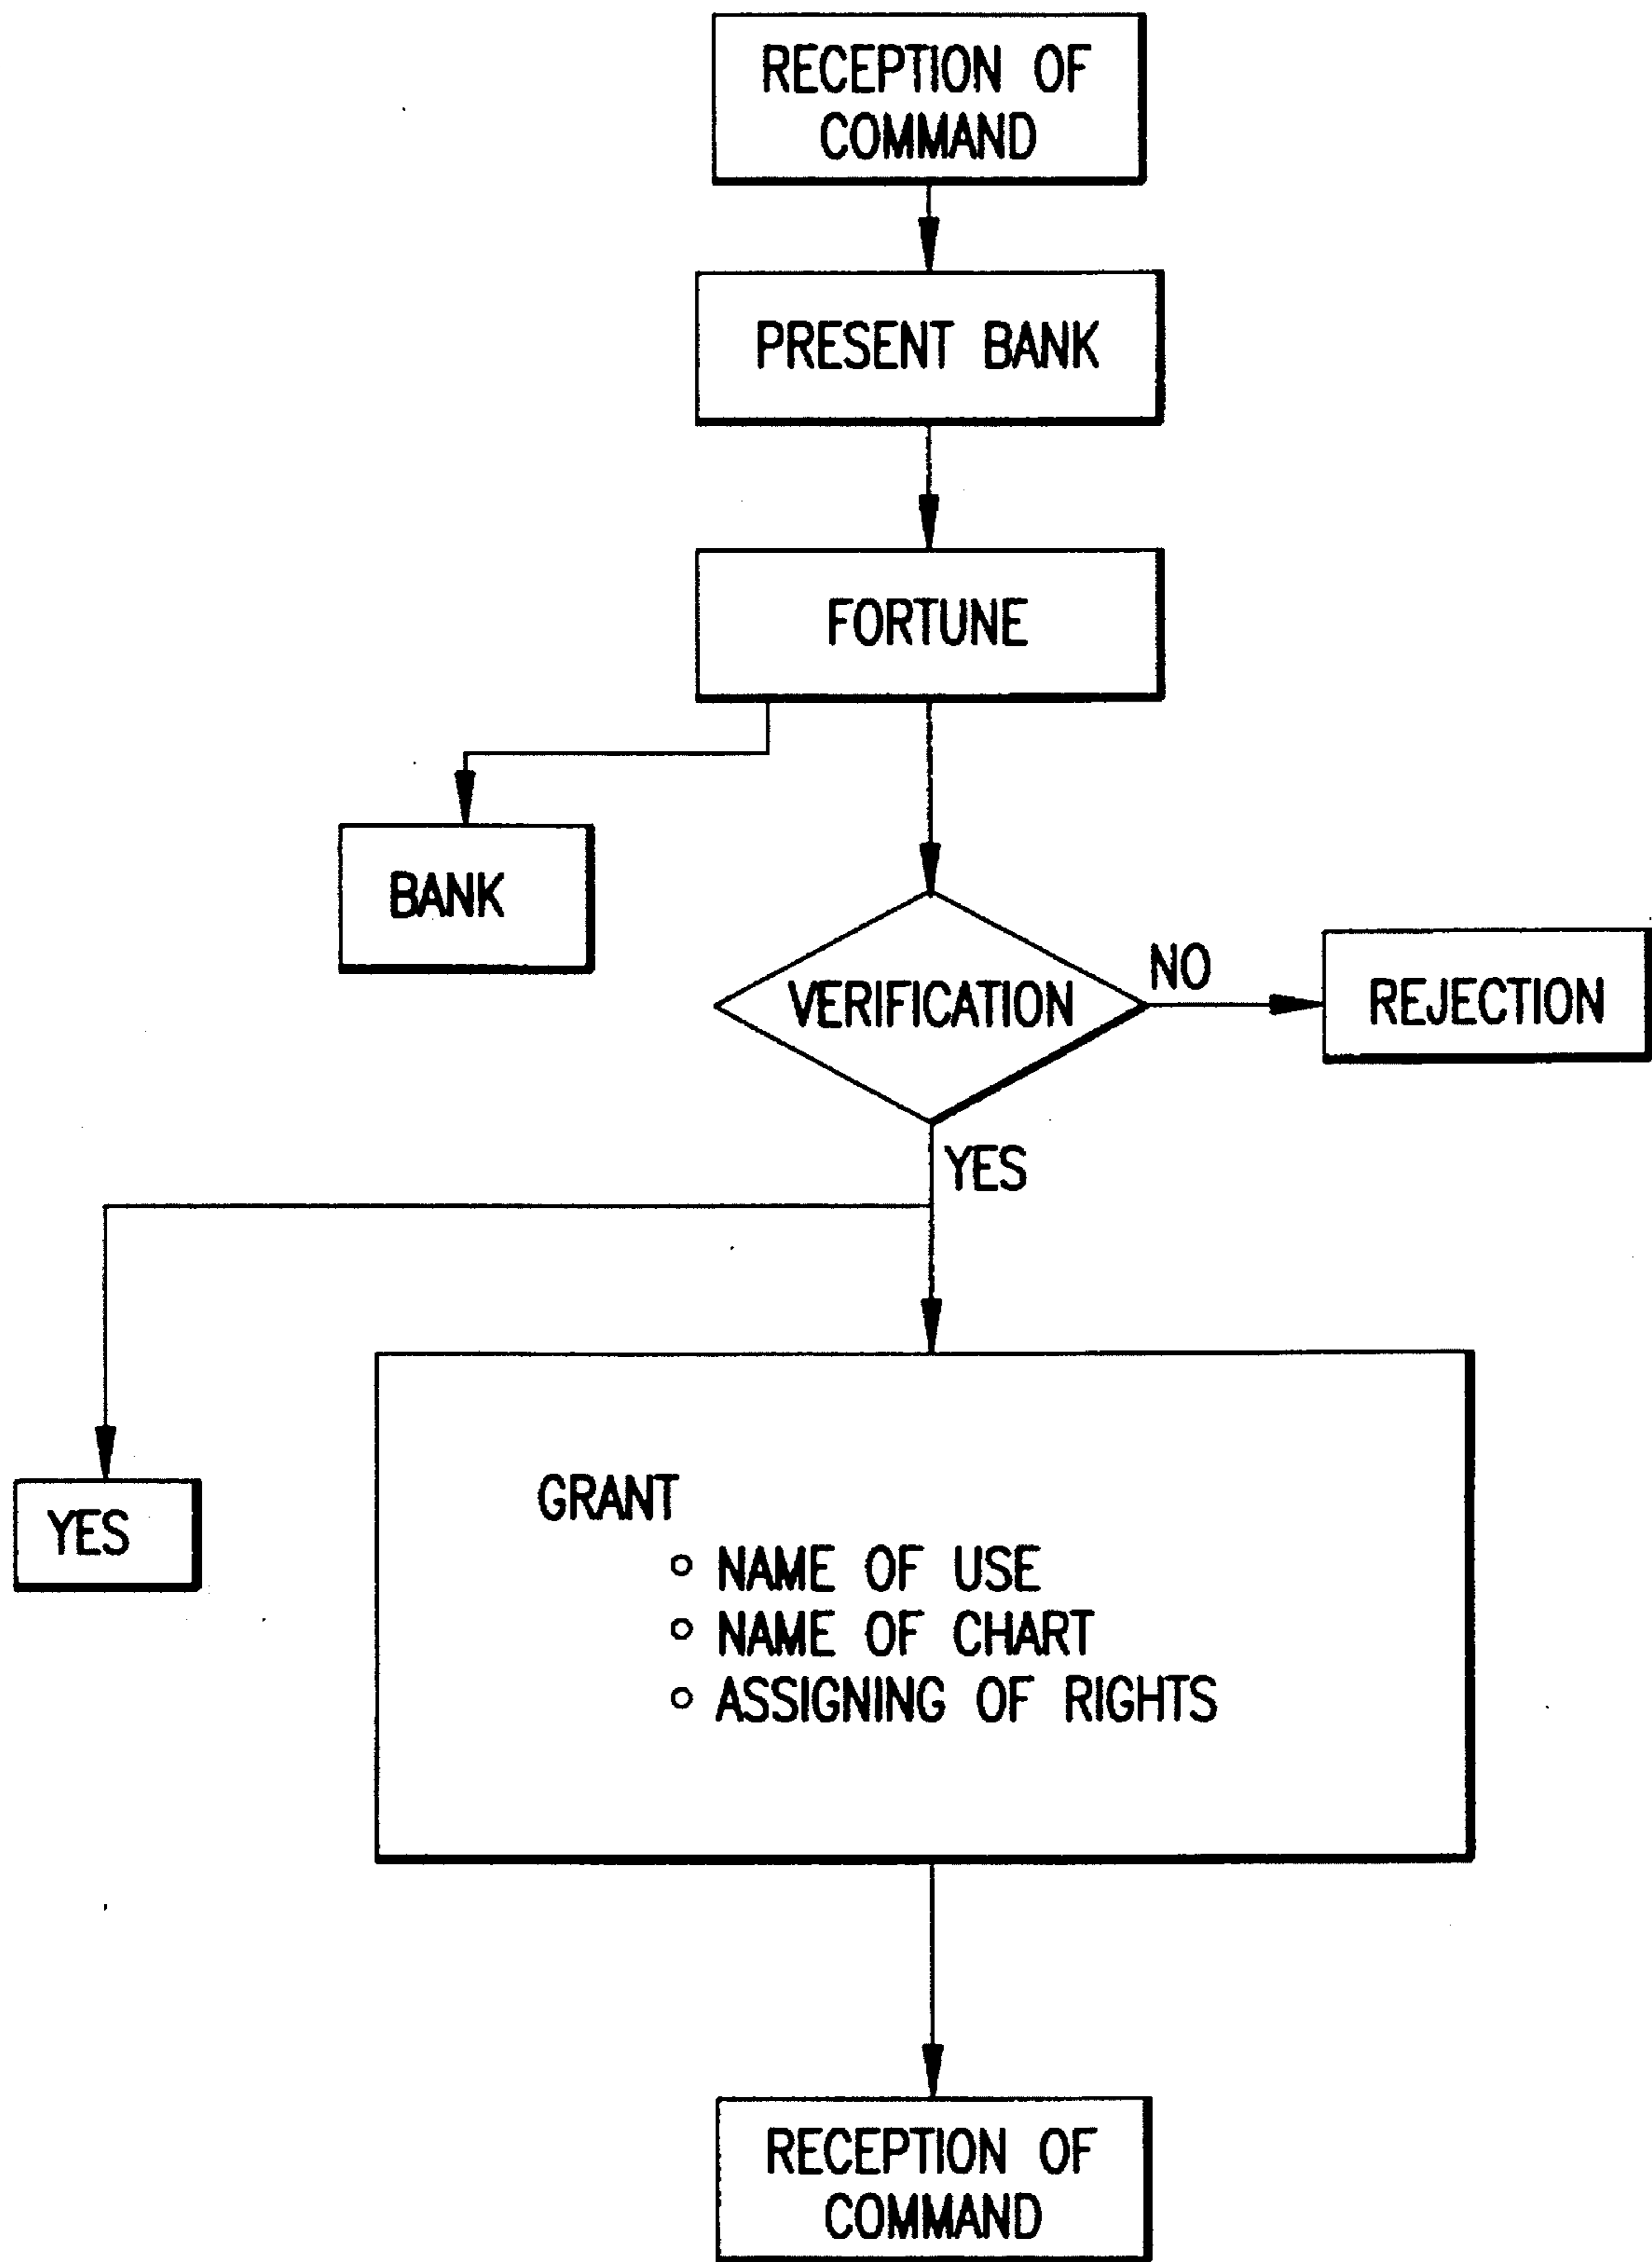 RECEPTION OF
COMMAND
PRESENT BANK
FORTUNE
BANK
VERIFICATION
NO
REJECTION
YES
YES
GRANT
○ NAME OF USE
○ NAME OF CHART
○ ASSIGNING OF RIGHTS
RECEPTION OF
COMMAND